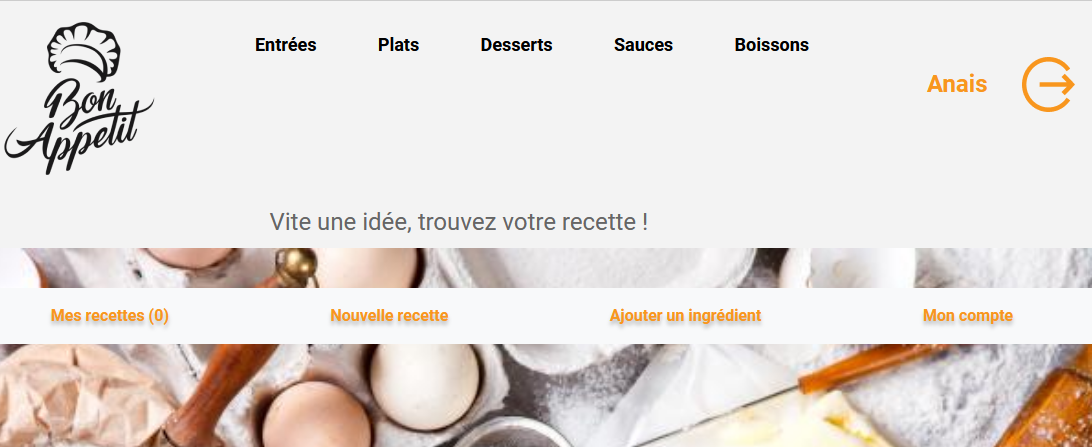 Bon
Appetit
Entrées Plats Desserts Sauces Boissons
Anais
Vite une idée, trouvez votre recette !
Mes recettes (0) Nouvelle recette Ajouter un ingrédient Mon compte